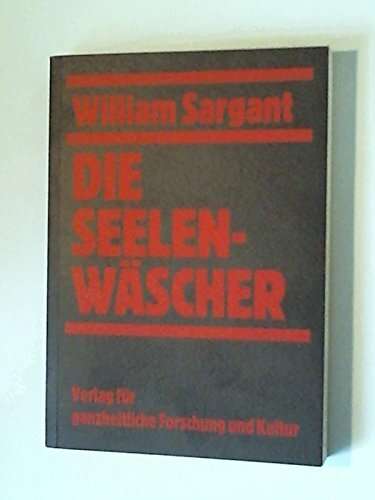 William Sargant
DIE
SEELEN-
WÄSCHER
Verlag für
ganzheitliche Forschung und Kultur